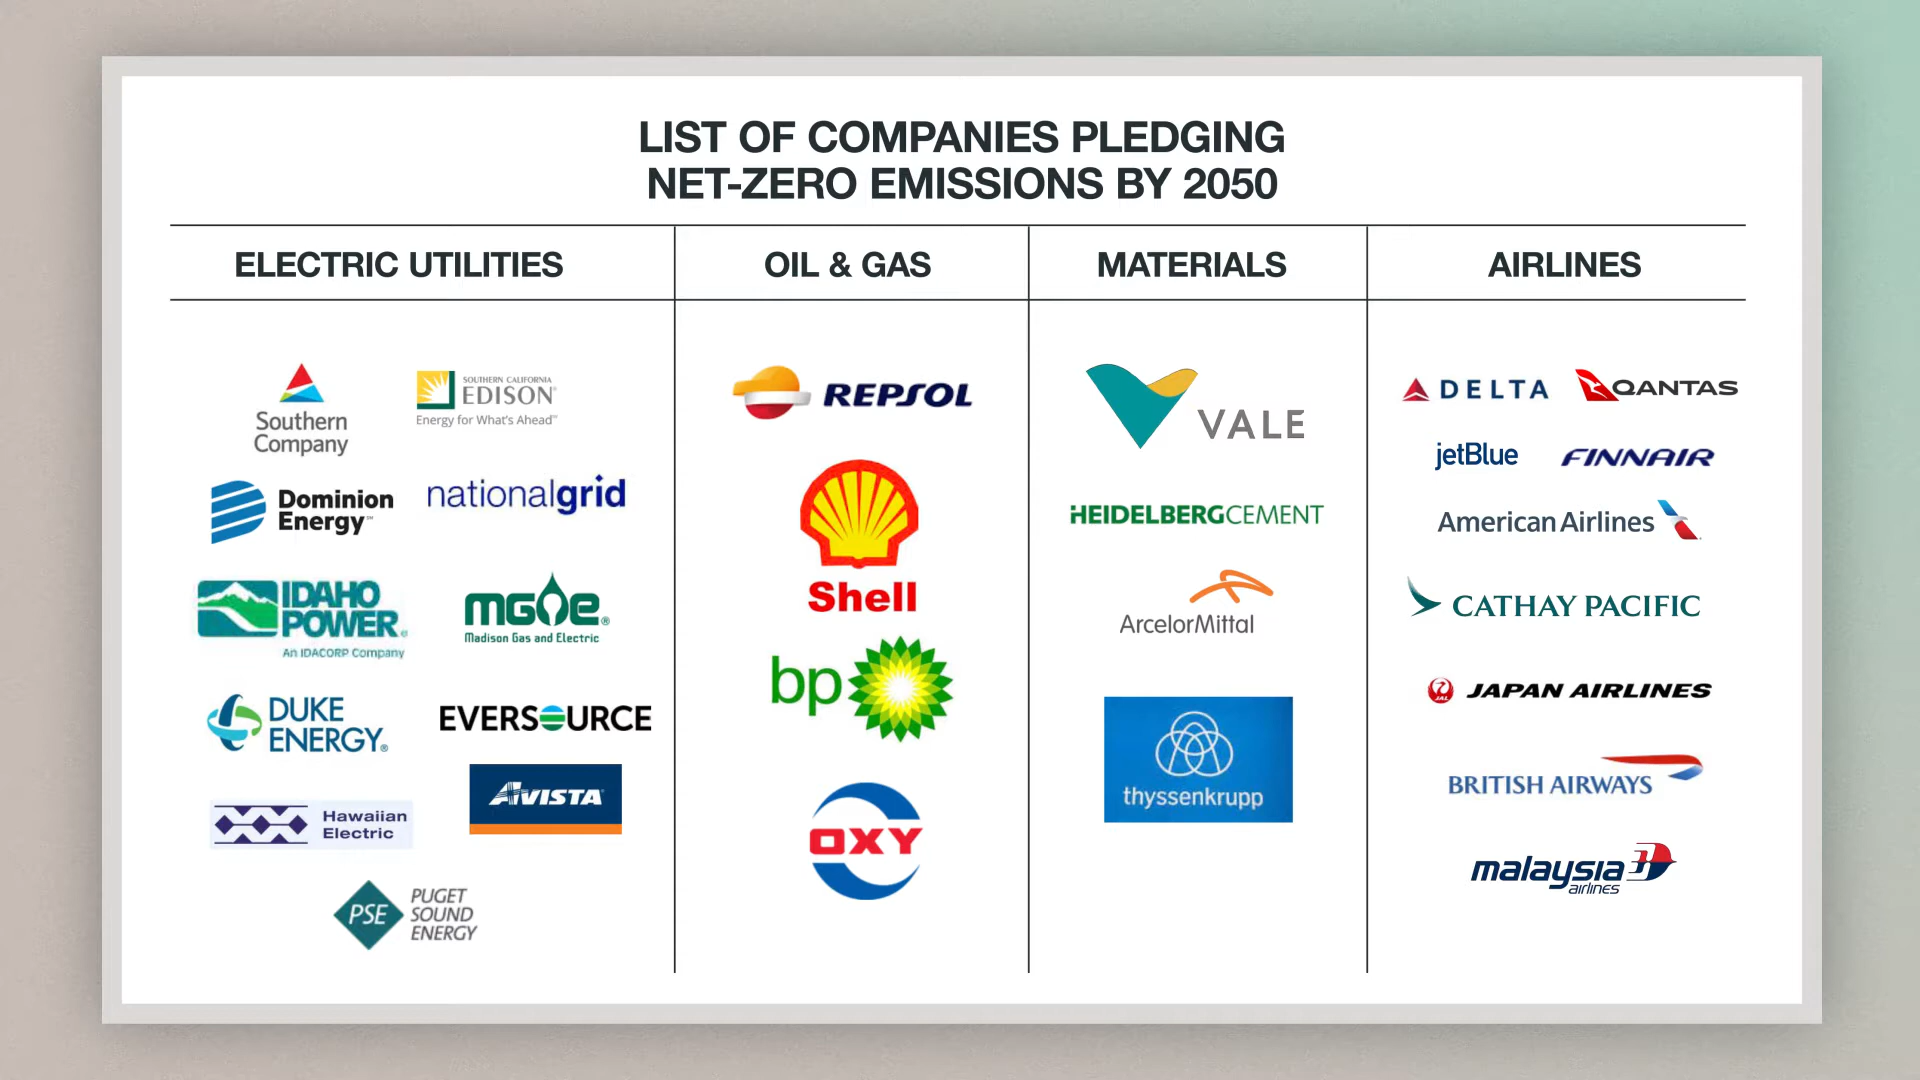 LIST OF COMPANIES PLEDGING
NET-ZERO EMISSIONS BY 2050
ELECTRIC UTILITIES
OIL & GAS
MATERIALS
AIRLINES
Southern
Company
SOUTHERN CALIFORNIA
EDISON®
Energy for What's Ahead™
Dominion
Energy™
nationalgrid
IDAHO
POWER®
An IDACORP Company
mge®
Madison Gas and Electric
DUKE
ENERGY®
EVERSOURCE
Hawaiian
Electric
AVISTA
PSE
PUGET
SOUND
ENERGY
REPSOL
Shell
bp
OXY
VALE
HEIDELBERGCEMENT
ArcelorMittal
thyssenkrupp
DELTA
QANTAS
jetBlue
FINNAIR
American Airlines
CATHAY PACIFIC
JAL
JAPAN AIRLINES
BRITISH AIRWAYS
malaysia
airlines